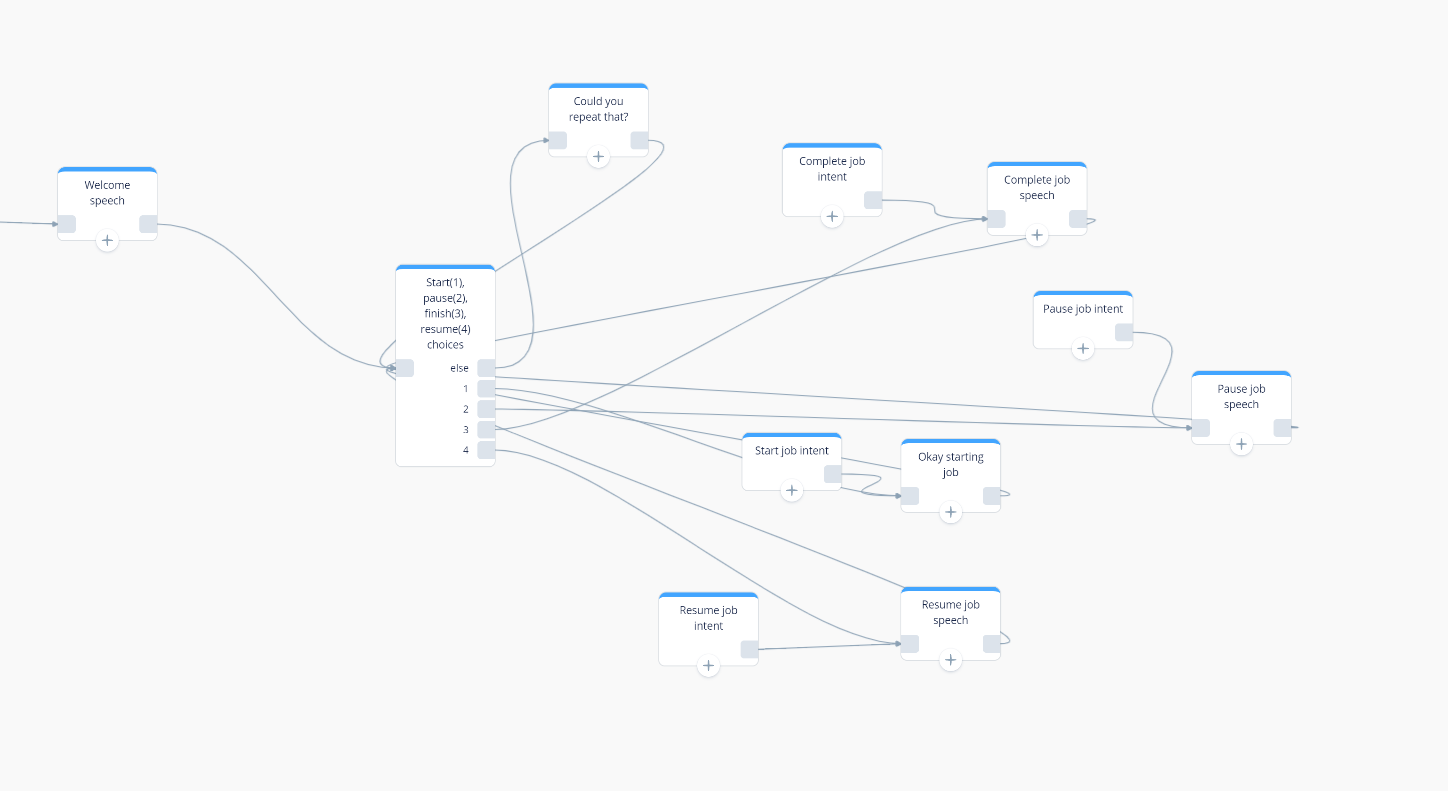 Could you
repeat that?
Complete job
intent
Complete job
speech
Welcome
speech
Start(1),
pause(2),
finish(3),
resume(4)
choices
else
1
2
3
4
Pause job intent
Pause job
speech
Start job intent
Okay starting
job
Resume job
intent
Resume job
speech